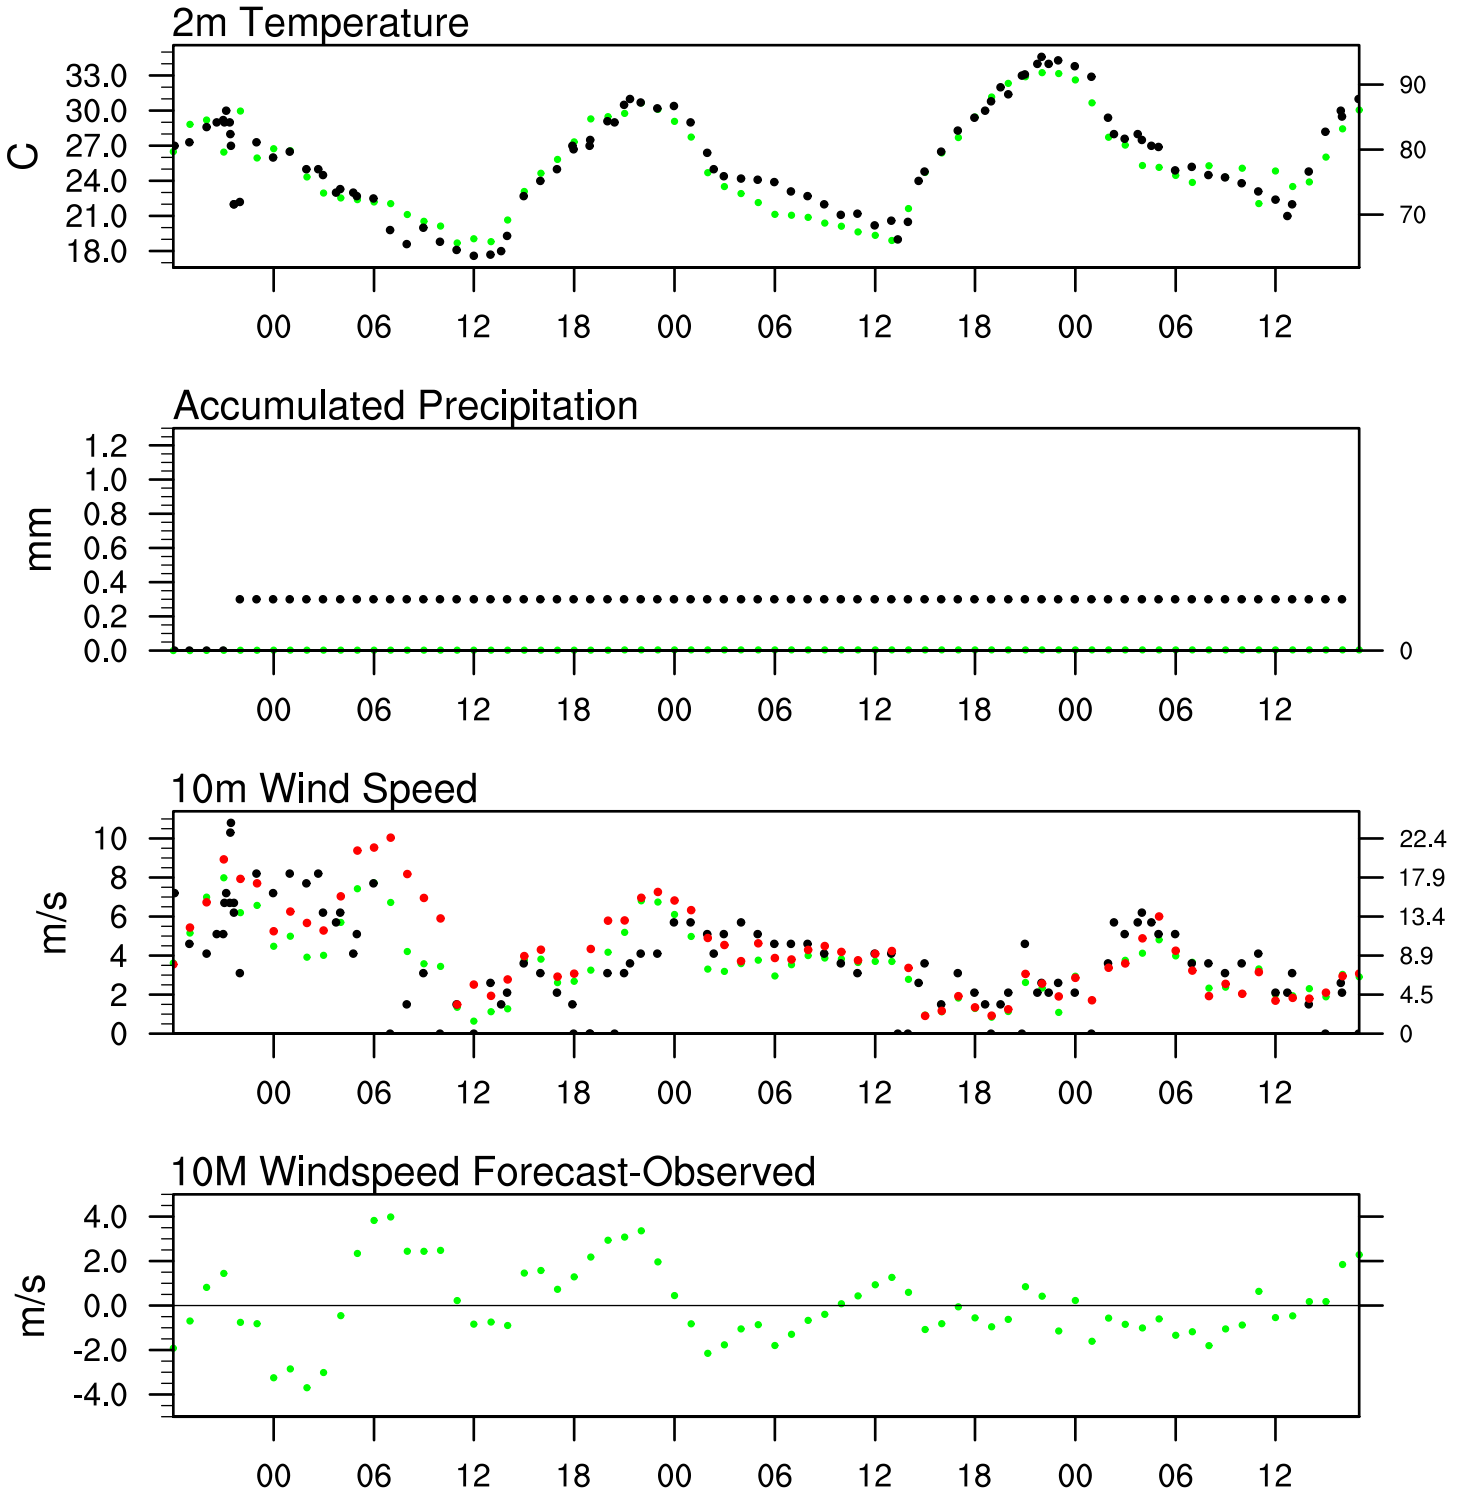 2m Temperature
33.0
30.0
27.0
24.0
21.0
18.0
C
90
80
70
00 06 12 18 00 06 12 18 00 06 12
Accumulated Precipitation
1.2
1.0
0.8
0.6
0.4
0.2
0.0
mm
0
00 06 12 18 00 06 12 18 00 06 12
10m Wind Speed
10
8
6
4
2
0
m/s
22.4
17.9
13.4
8.9
4.5
0
00 06 12 18 00 06 12 18 00 06 12
10M Windspeed Forecast-Observed
4.0
2.0
0.0
-2.0
-4.0
m/s
00 06 12 18 00 06 12 18 00 06 12